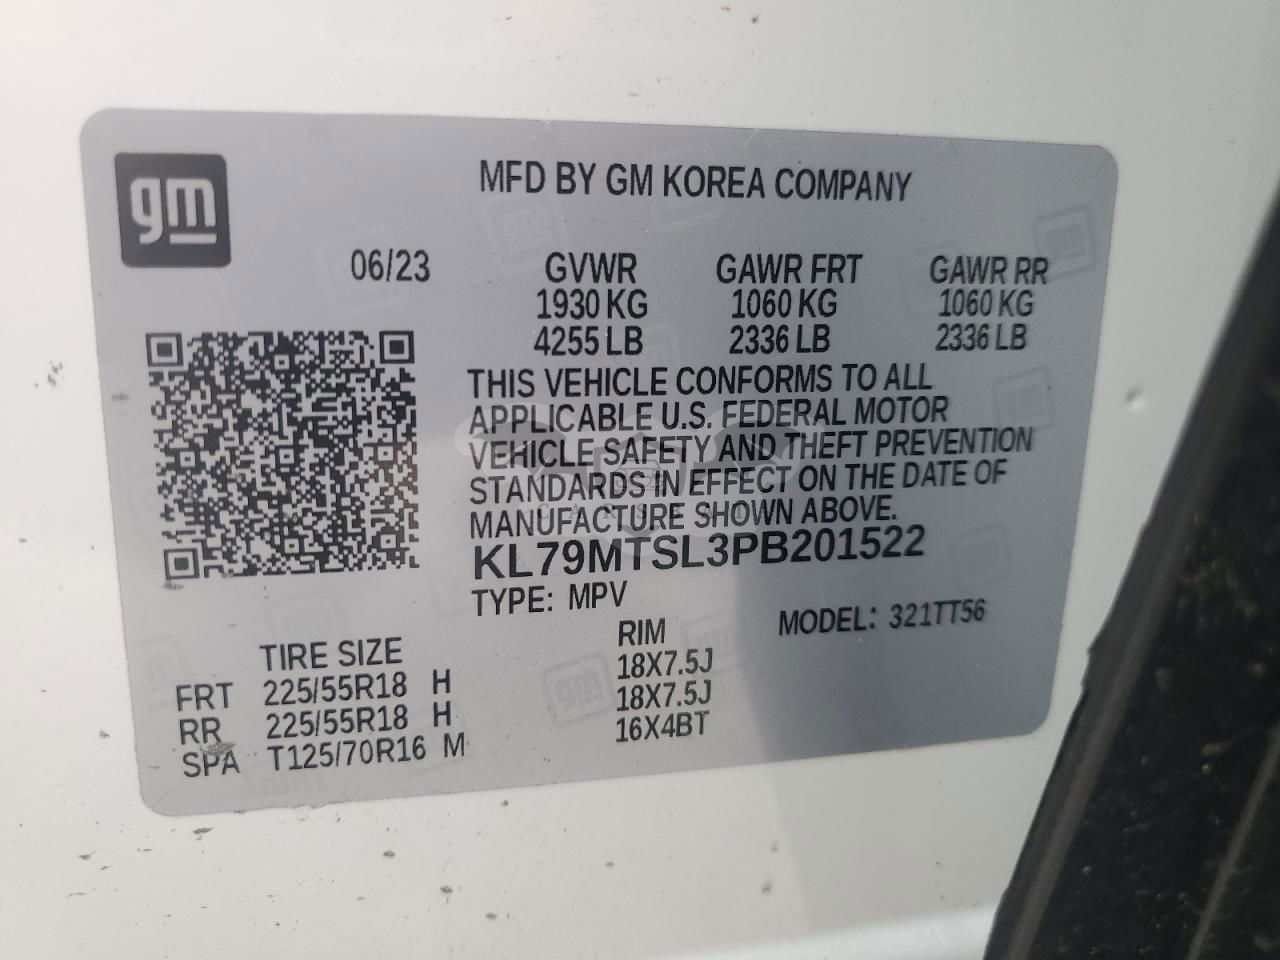 gm
MFD BY GM KOREA COMPANY
06/23 GVWR GAWR FRT GAWR RR
1930 KG 1060 KG 1060 KG
4255 LB 2336 LB 2336 LB
THIS VEHICLE CONFORMS TO ALL
APPLICABLE U.S. FEDERAL MOTOR
VEHICLE SAFETY AND THEFT PREVENTION
STANDARDS IN EFFECT ON THE DATE OF
MANUFACTURE SHOWN ABOVE.
KL79MTSL3PB201522
TYPE: MPV MODEL: 321TT56
TIRE SIZE RIM
FRT 225/55R18 H 18X7.5J
RR 225/55R18 H 18X7.5J
SPA T125/70R16 M 16X4BT
gm